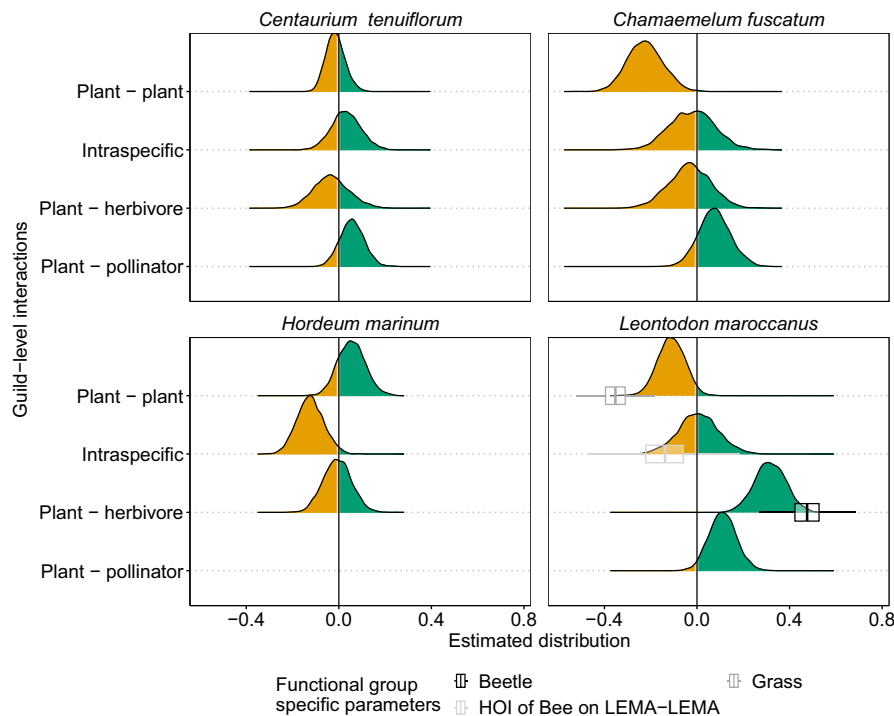 Centaurium tenuiflorum
Chamaemelum fuscatum
Plant − plant
Intraspecific
Plant − herbivore
Plant − pollinator
Guild−level interactions
Hordeum marinum
Leontodon maroccanus
Plant − plant
Intraspecific
Plant − herbivore
Plant − pollinator
−0.4 0.0 0.4 0.8
−0.4 0.0 0.4 0.8
Estimated distribution
Functional group
specific parameters
Beetle
Grass
HOI of Bee on LEMA−LEMA